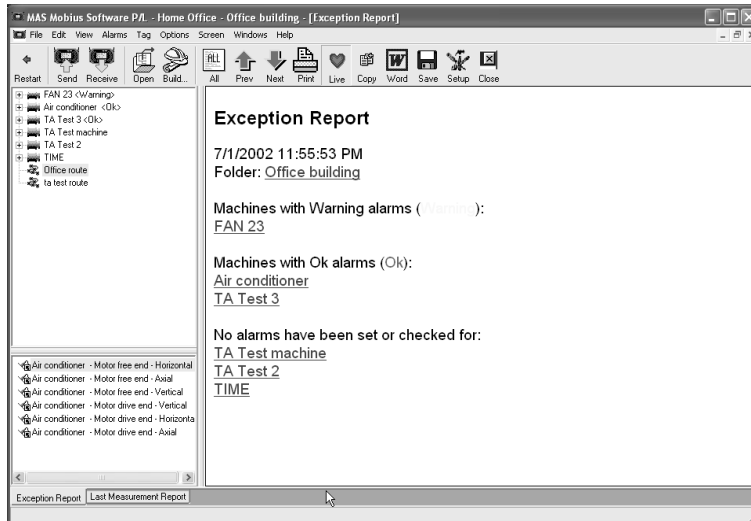 MAS Mobius Software P/L - Home Office - Office building - [Exception Report]
File Edit View Alarms Tag Options Screen Windows Help
ALL
W
Restart Send Receive Open Build... All Prev Next Print Live Copy Word Save Setup Close
FAN 23 <Warning>
Air conditioner <Ok>
TA Test 3 <Ok>
TA Test machine
TA Test 2
TIME
Office route
ta test route
Air conditioner - Motor free end - Horizontal
Air conditioner - Motor free end - Axial
Air conditioner - Motor free end - Vertical
Air conditioner - Motor drive end - Vertical
Air conditioner - Motor drive end - Horizonta
Air conditioner - Motor drive end - Axial
Exception Report
7/1/2002 11:55:53 PM
Folder: Office building
Machines with Warning alarms (Warning):
FAN 23
Machines with Ok alarms (Ok):
Air conditioner
TA Test 3
No alarms have been set or checked for:
TA Test machine
TA Test 2
TIME
Exception Report Last Measurement Report